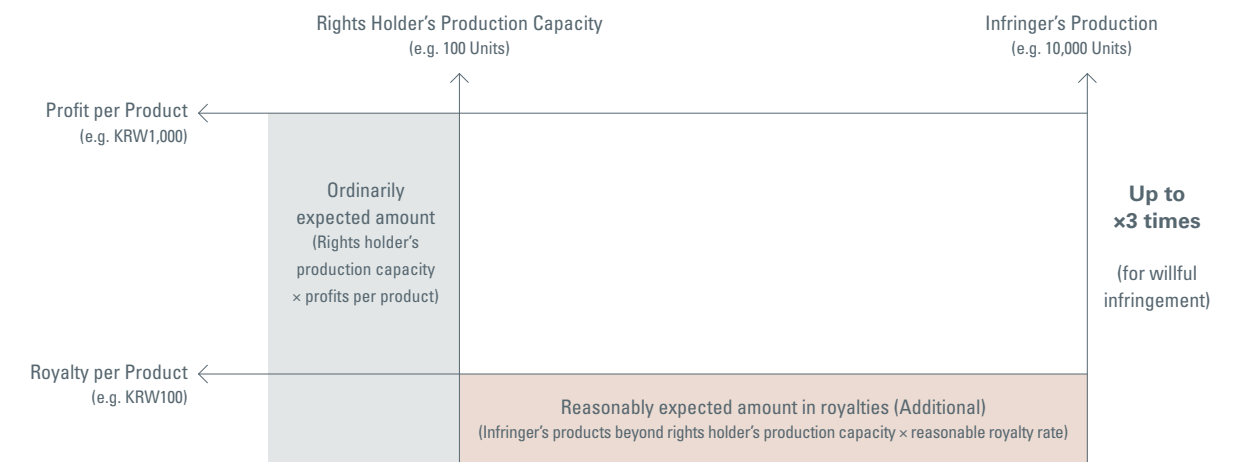 Rights Holder’s Production Capacity
(e.g. 100 Units)
Infringer’s Production
(e.g. 10,000 Units)
Profit per Product
(e.g. KRW1,000)
Ordinarily
expected amount
(Rights holder’s
production capacity
× profits per product)
Up to
×3 times
(for willful
infringement)
Royalty per Product
(e.g. KRW100)
Reasonably expected amount in royalties (Additional)
(Infringer’s products beyond rights holder’s production capacity × reasonable royalty rate)